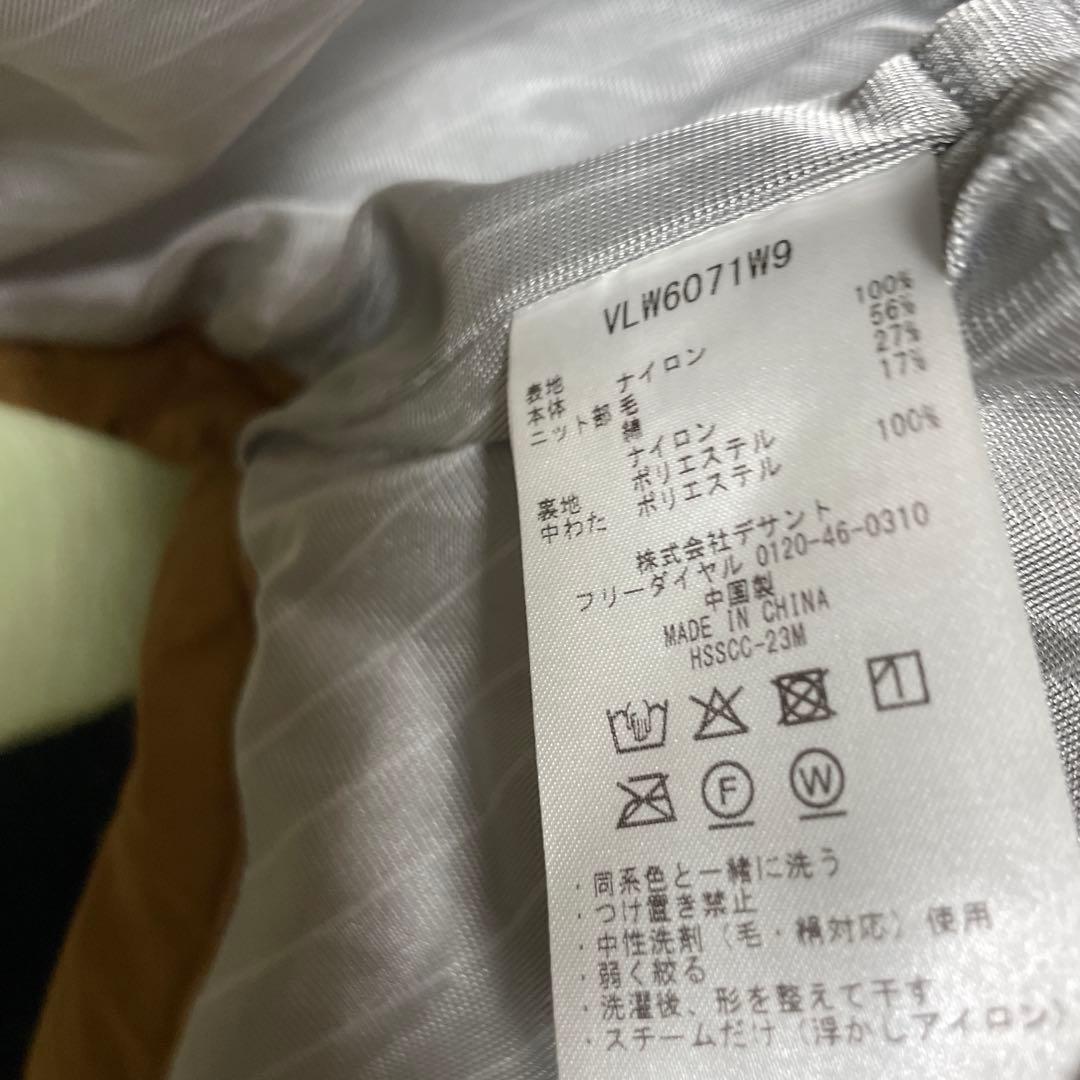 VLW6071W9
表地
本体 ナイロン 100%
ニット部 毛 56%
綿 27%
ナイロン 17%
裏地 ポリエステル 100%
中わた ポリエステル
株式会社デサント
フリーダイヤル 0120-46-0310
中国製
MADE IN CHINA
HSSCC-23M
F W
・同系色と一緒に洗う
・つけ置き禁止
・中性洗剤（毛・絹対応）使用
・弱く絞る
・洗濯後、形を整えて干す
・スチームだけ（浮かしアイロン）